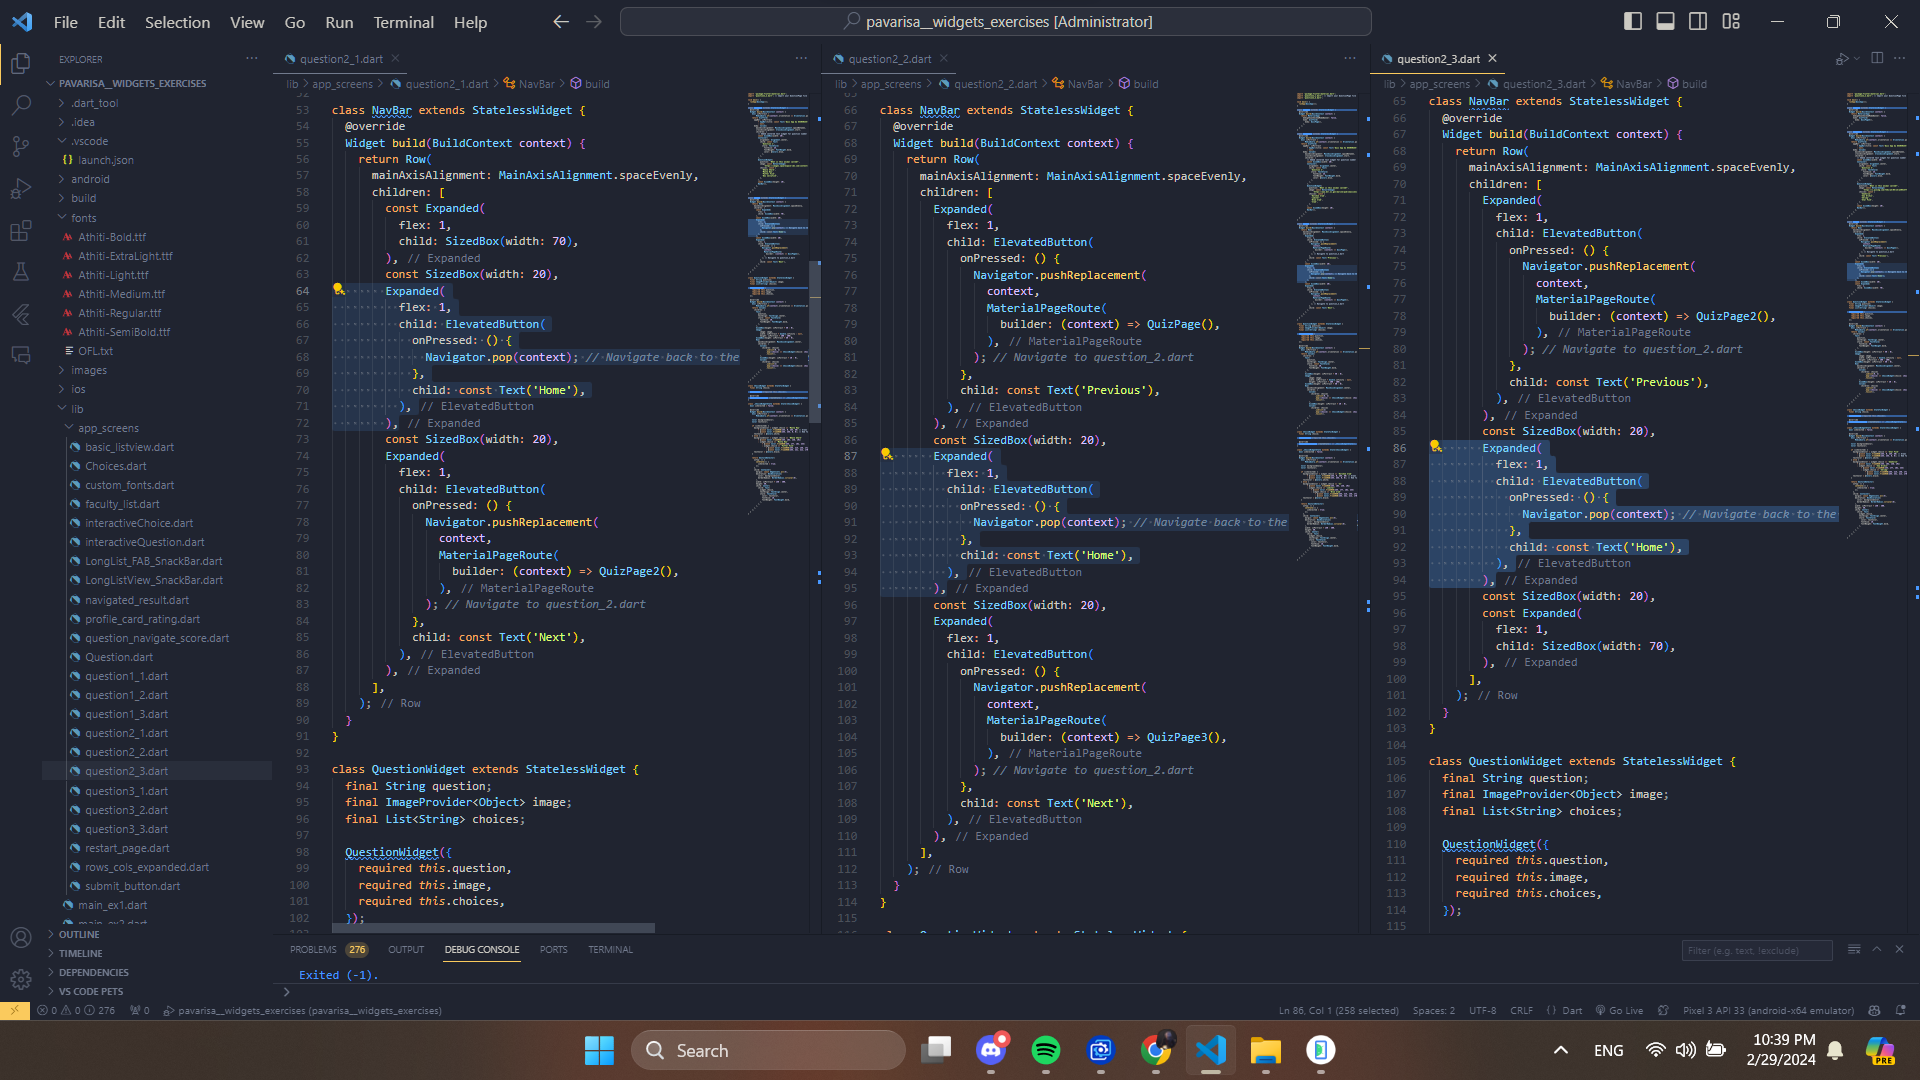 File Edit Selection View Go Run Terminal Help
pavarisa__widgets_exercises [Administrator]
EXPLORER
PAVARISA__WIDGETS_EXERCISES
.dart_tool
.idea
.vscode
launch.json
android
build
fonts
Athiti-Bold.ttf
Athiti-ExtraLight.ttf
Athiti-Light.ttf
Athiti-Medium.ttf
Athiti-Regular.ttf
Athiti-SemiBold.ttf
OFL.txt
images
ios
lib
app_screens
basic_listview.dart
Choices.dart
custom_fonts.dart
faculty_list.dart
interactiveChoice.dart
interactiveQuestion.dart
LongList_FAB_SnackBar.dart
LongListView_SnackBar.dart
navigated_result.dart
profile_card_rating.dart
question_navigate_score.dart
Question.dart
question1_1.dart
question1_2.dart
question1_3.dart
question2_1.dart
question2_2.dart
question2_3.dart
question3_1.dart
question3_2.dart
question3_3.dart
restart_page.dart
rows_cols_expanded.dart
submit_button.dart
main_ex1.dart
OUTLINE
TIMELINE
DEPENDENCIES
VS CODE PETS
question2_1.dart
lib > app_screens > question2_1.dart > NavBar > build
53 class NavBar extends StatelessWidget {
54 @override
55 Widget build(BuildContext context) {
56 return Row(
57 mainAxisAlignment: MainAxisAlignment.spaceEvenly,
58 children: [
59 const Expanded(
60 flex: 1,
61 child: SizedBox(width: 70),
62 ), // Expanded
63 const SizedBox(width: 20),
64 Expanded(
65 flex: 1,
66 child: ElevatedButton(
67 onPressed: () {
68 Navigator.pop(context); // Navigate back to the
69 },
70 child: const Text('Home'),
71 ), // ElevatedButton
72 ), // Expanded
73 const SizedBox(width: 20),
74 Expanded(
75 flex: 1,
76 child: ElevatedButton(
77 onPressed: () {
78 Navigator.pushReplacement(
79 context,
80 MaterialPageRoute(
81 builder: (context) => QuizPage2(),
82 ), // MaterialPageRoute
83 ); // Navigate to question_2.dart
84 },
85 child: const Text('Next'),
86 ), // ElevatedButton
87 ), // Expanded
88 ],
89 ); // Row
90 }
91 }
92
93 class QuestionWidget extends StatelessWidget {
94 final String question;
95 final ImageProvider<Object> image;
96 final List<String> choices;
97
98 QuestionWidget({
99 required this.question,
100 required this.image,
101 required this.choices,
102 });
question2_2.dart
lib > app_screens > question2_2.dart > NavBar > build
66 class NavBar extends StatelessWidget {
67 @override
68 Widget build(BuildContext context) {
69 return Row(
70 mainAxisAlignment: MainAxisAlignment.spaceEvenly,
71 children: [
72 Expanded(
73 flex: 1,
74 child: ElevatedButton(
75 onPressed: () {
76 Navigator.pushReplacement(
77 context,
78 MaterialPageRoute(
79 builder: (context) => QuizPage(),
80 ), // MaterialPageRoute
81 ); // Navigate to question_2.dart
82 },
83 child: const Text('Previous'),
84 ), // ElevatedButton
85 ), // Expanded
86 const SizedBox(width: 20),
87 Expanded(
88 flex: 1,
89 child: ElevatedButton(
90 onPressed: () {
91 Navigator.pop(context); // Navigate back to the
92 },
93 child: const Text('Home'),
94 ), // ElevatedButton
95 ), // Expanded
96 const SizedBox(width: 20),
97 Expanded(
98 flex: 1,
99 child: ElevatedButton(
100 onPressed: () {
101 Navigator.pushReplacement(
102 context,
103 MaterialPageRoute(
104 builder: (context) => QuizPage3(),
105 ), // MaterialPageRoute
106 ); // Navigate to question_2.dart
107 },
108 child: const Text('Next'),
109 ), // ElevatedButton
110 ), // Expanded
111 ],
112 ); // Row
113 }
114 }
115
question2_3.dart
lib > app_screens > question2_3.dart > NavBar > build
65 class NavBar extends StatelessWidget {
66 @override
67 Widget build(BuildContext context) {
68 return Row(
69 mainAxisAlignment: MainAxisAlignment.spaceEvenly,
70 children: [
71 Expanded(
72 flex: 1,
73 child: ElevatedButton(
74 onPressed: () {
75 Navigator.pushReplacement(
76 context,
77 MaterialPageRoute(
78 builder: (context) => QuizPage2(),
79 ), // MaterialPageRoute
80 ); // Navigate to question_2.dart
81 },
82 child: const Text('Previous'),
83 ), // ElevatedButton
84 ), // Expanded
85 const SizedBox(width: 20),
86 Expanded(
87 flex: 1,
88 child: ElevatedButton(
89 onPressed: () {
90 Navigator.pop(context); // Navigate back to the
91 },
92 child: const Text('Home'),
93 ), // ElevatedButton
94 ), // Expanded
95 const SizedBox(width: 20),
96 const Expanded(
97 flex: 1,
98 child: SizedBox(width: 70),
99 ), // Expanded
100 ],
101 ); // Row
102 }
103 }
104
105 class QuestionWidget extends StatelessWidget {
106 final String question;
107 final ImageProvider<Object> image;
108 final List<String> choices;
109
110 QuestionWidget({
111 required this.question,
112 required this.image,
113 required this.choices,
114 });
115
PROBLEMS 276 OUTPUT DEBUG CONSOLE PORTS TERMINAL
Filter (e.g. text, !exclude)
Exited (-1).
0 0 276 0 pavarisa__widgets_exercises (pavarisa__widgets_exercises)
Ln 86, Col 1 (258 selected) Spaces: 2 UTF-8 CRLF {} Dart Go Live Pixel 3 API 33 (android-x64 emulator)
Search
ENG
10:39 PM
2/29/2024
PRE